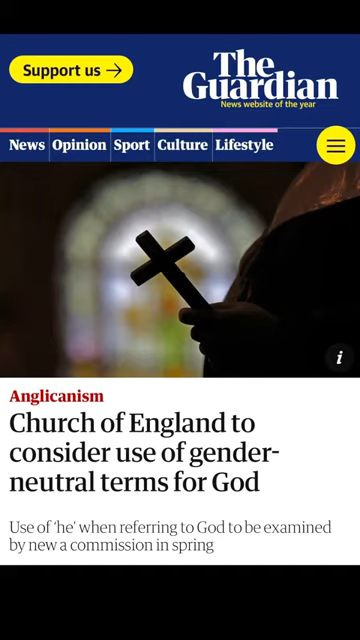 Support us →
The
Guardian
News website of the year
News Opinion Sport Culture Lifestyle
i
Anglicanism
Church of England to
consider use of gender-
neutral terms for God
Use of ‘he’ when referring to God to be examined
by new a commission in spring